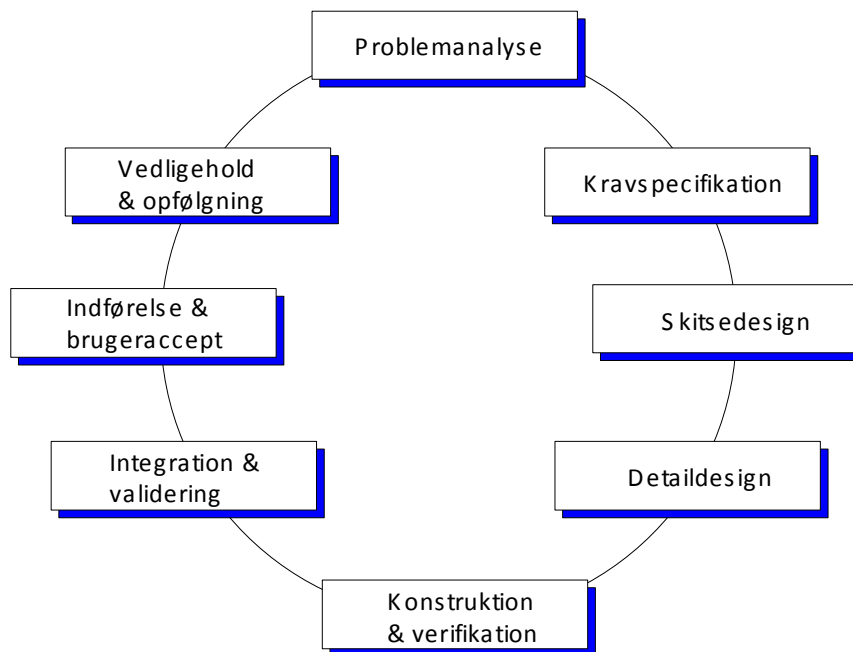 Problemanalyse
Kravspecifikation
Skitsedesign
Detaildesign
Konstruktion
& verifikation
Integration &
validering
Indførelse &
brugeraccept
Vedligehold
& opfølgning